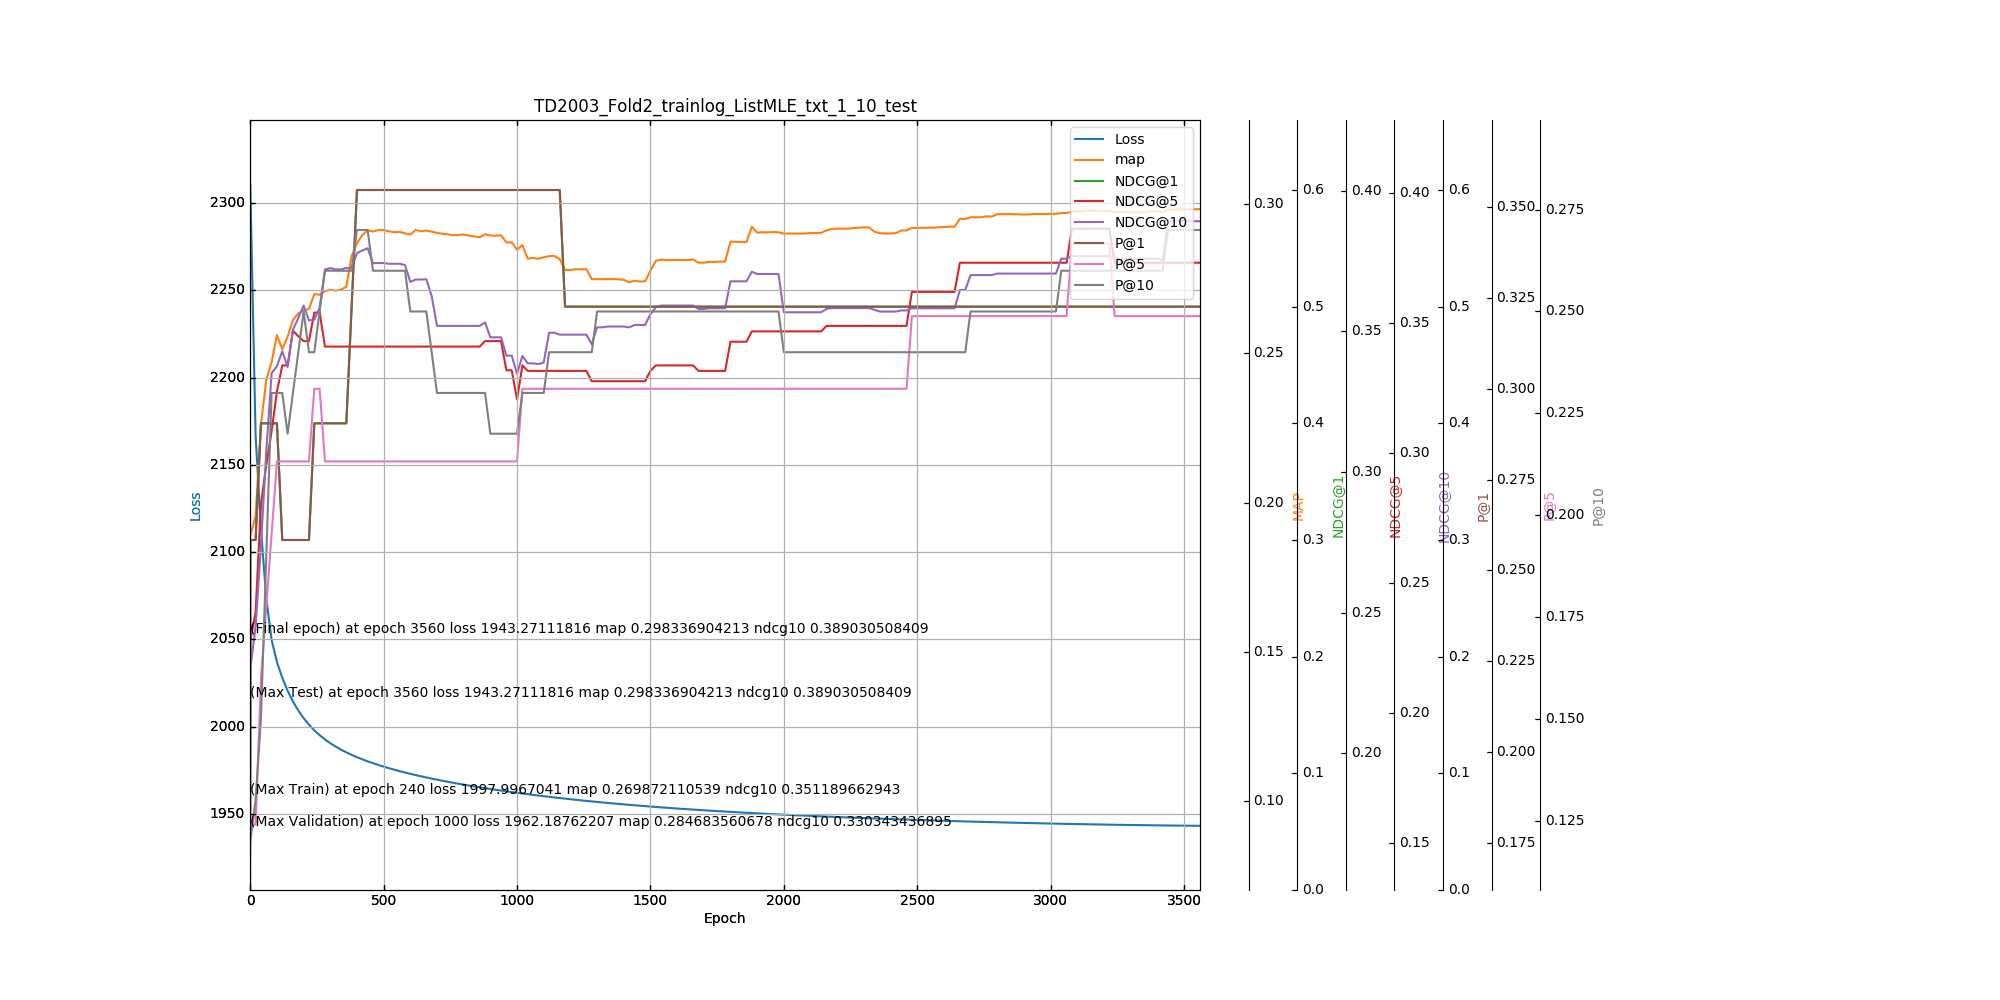 TD2003_Fold2_trainlog_ListMLE_txt_1_10_test
Loss
map
NDCG@1
NDCG@5
NDCG@10
P@1
P@5
P@10
2300
2250
2200
2150
2100
2050
2000
1950
Loss
(Final epoch) at epoch 3560 loss 1943.27111816 map 0.298336904213 ndcg10 0.389030508409
(Max Test) at epoch 3560 loss 1943.27111816 map 0.298336904213 ndcg10 0.389030508409
(Max Train) at epoch 240 loss 1997.9967041 map 0.269872110539 ndcg10 0.351189662943
(Max Validation) at epoch 1000 loss 1962.18762207 map 0.284683560678 ndcg10 0.330343436895
0 500 1000 1500 2000 2500 3000 3500
Epoch
0.30
0.25
0.20
0.15
0.10
MAP
0.6
0.5
0.4
0.3
0.2
0.1
0.0
NDCG@1
0.40
0.35
0.30
0.25
0.20
NDCG@5
0.40
0.35
0.30
0.25
0.20
0.15
NDCG@10
0.6
0.5
0.4
0.3
0.2
0.1
0.0
P@1
0.350
0.325
0.300
0.275
0.250
0.225
0.200
0.175
P@5
0.275
0.250
0.225
0.200
0.175
0.150
0.125
P@10